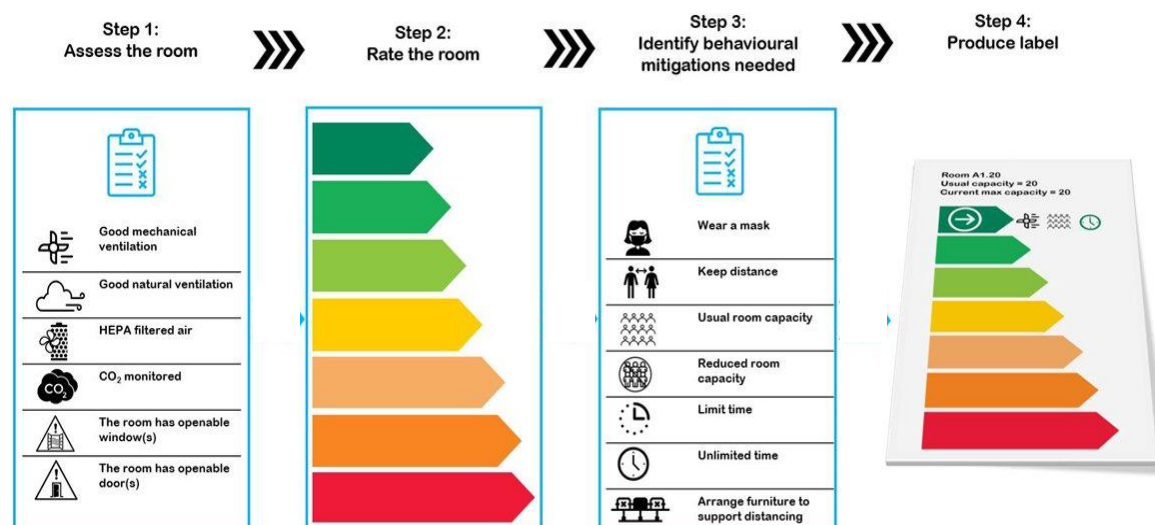 Step 1:
Assess the room
Step 2:
Rate the room
Step 3:
Identify behavioural
mitigations needed
Step 4:
Produce label
Good mechanical
ventilation
Good natural ventilation
HEPA filtered air
CO₂ monitored
CO₂
The room has openable
window(s)
The room has openable
door(s)
Wear a mask
Keep distance
Usual room capacity
Reduced room
capacity
Limit time
Unlimited time
Arrange furniture to
support distancing
Room A1.20
Usual capacity = 20
Current max capacity = 20